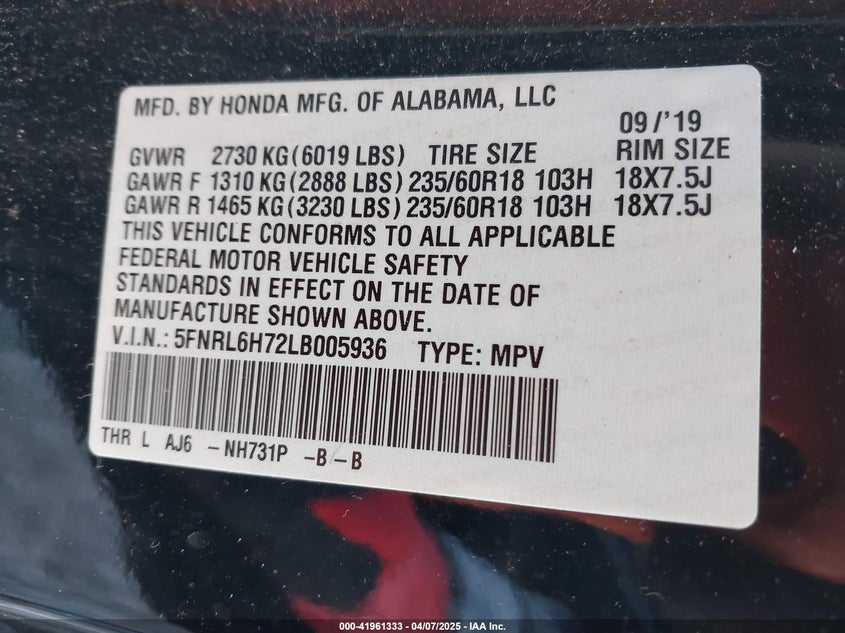 MFD. BY HONDA MFG. OF ALABAMA, LLC
09/'19
GVWR 2730 KG(6019 LBS) TIRE SIZE RIM SIZE
GAWR F 1310 KG(2888 LBS) 235/60R18 103H 18X7.5J
GAWR R 1465 KG(3230 LBS) 235/60R18 103H 18X7.5J
THIS VEHICLE CONFORMS TO ALL APPLICABLE
FEDERAL MOTOR VEHICLE SAFETY
STANDARDS IN EFFECT ON THE DATE OF
MANUFACTURE SHOWN ABOVE.
V.I.N.: 5FNRL6H72LB005936 TYPE: MPV
THR L AJ6 -NH731P -B-B
000-41961333 04/07/2025 IAA Inc.